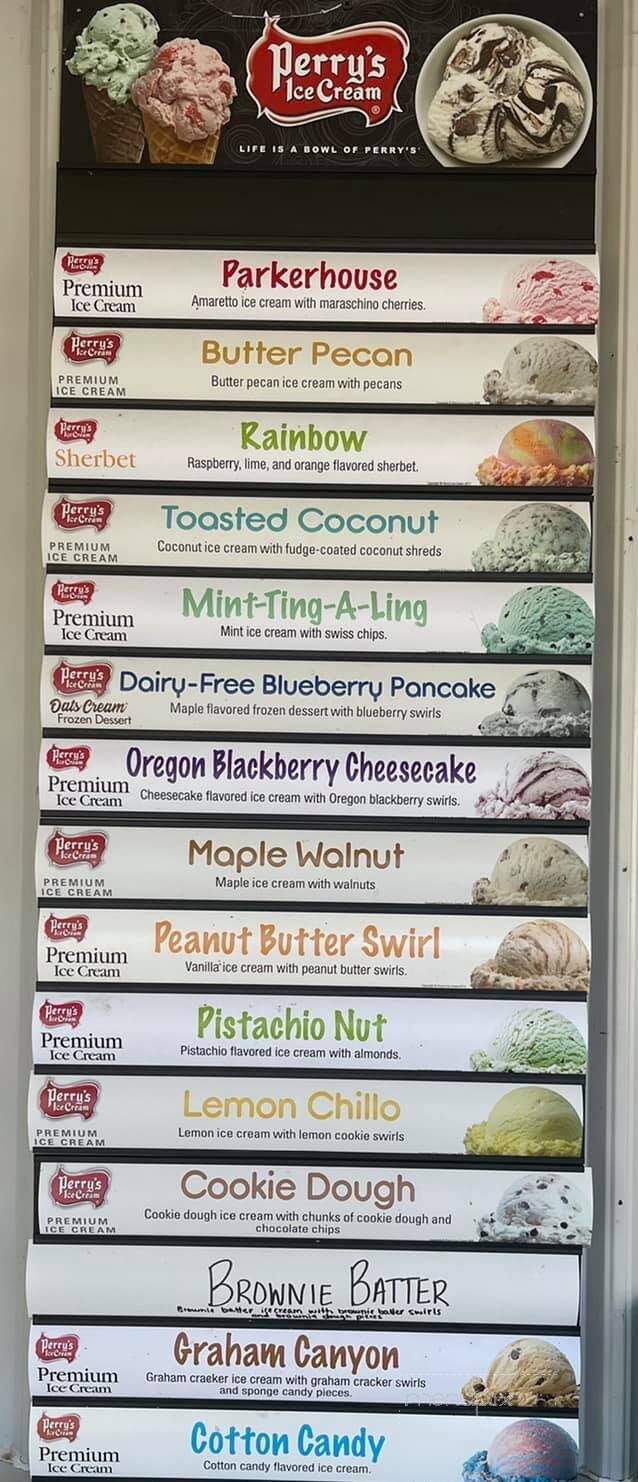 Perry's
Ice Cream
®
LIFE IS A BOWL OF PERRY'S
Perry's
Ice Cream
Premium
Ice Cream
Parkerhouse
Amaretto ice cream with maraschino cherries.
Perry's
Ice Cream
PREMIUM
ICE CREAM
Butter Pecan
Butter pecan ice cream with pecans
Perry's
Ice Cream
Sherbet
Rainbow
Raspberry, lime, and orange flavored sherbet.
Perry's
Ice Cream
PREMIUM
ICE CREAM
Toasted Coconut
Coconut ice cream with fudge-coated coconut shreds
Perry's
Ice Cream
Premium
Ice Cream
Mint-Ting-A-Ling
Mint ice cream with swiss chips.
Perry's
Ice Cream
Oats Cream
Frozen Dessert
Dairy-Free Blueberry Pancake
Maple flavored frozen dessert with blueberry swirls
Perry's
Ice Cream
Premium
Ice Cream
Oregon Blackberry Cheesecake
Cheesecake flavored ice cream with Oregon blackberry swirls.
Perry's
Ice Cream
PREMIUM
ICE CREAM
Maple Walnut
Maple ice cream with walnuts
Perry's
Ice Cream
Premium
Ice Cream
Peanut Butter Swirl
Vanilla ice cream with peanut butter swirls.
Perry's
Ice Cream
Premium
Ice Cream
Pistachio Nut
Pistachio flavored ice cream with almonds.
Perry's
Ice Cream
PREMIUM
ICE CREAM
Lemon Chillo
Lemon ice cream with lemon cookie swirls
Perry's
Ice Cream
PREMIUM
ICE CREAM
Cookie Dough
Cookie dough ice cream with chunks of cookie dough and
chocolate chips
BROWNIE BATTER
Brownie batter ice cream with brownie batter swirls
and brownie dough pieces
Perry's
Ice Cream
Premium
Ice Cream
Graham Canyon
Graham craeker ice cream with graham cracker swirls
and sponge candy pieces.
Perry's
Ice Cream
Premium
Ice Cream
Cotton Candy
Cotton candy flavored ice cream.